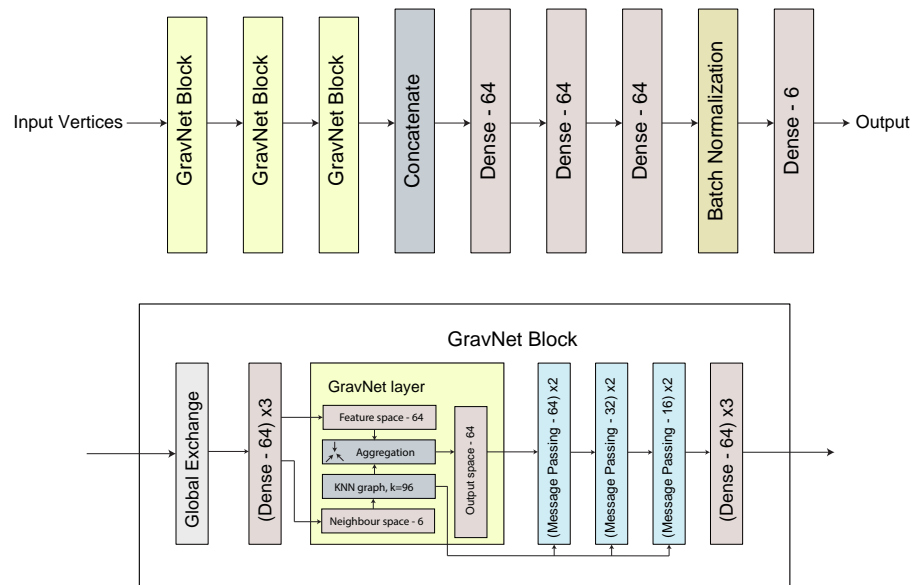 Input Vertices
GravNet Block
GravNet Block
GravNet Block
Concatenate
Dense - 64
Dense - 64
Dense - 64
Batch Normalization
Dense - 6
Output
GravNet Block
Global Exchange
(Dense - 64) x3
GravNet layer
Feature space - 64
Aggregation
KNN graph, k=96
Neighbour space - 6
Output space - 64
(Message Passing - 64) x2
(Message Passing - 32) x2
(Message Passing - 16) x2
(Dense - 64) x3